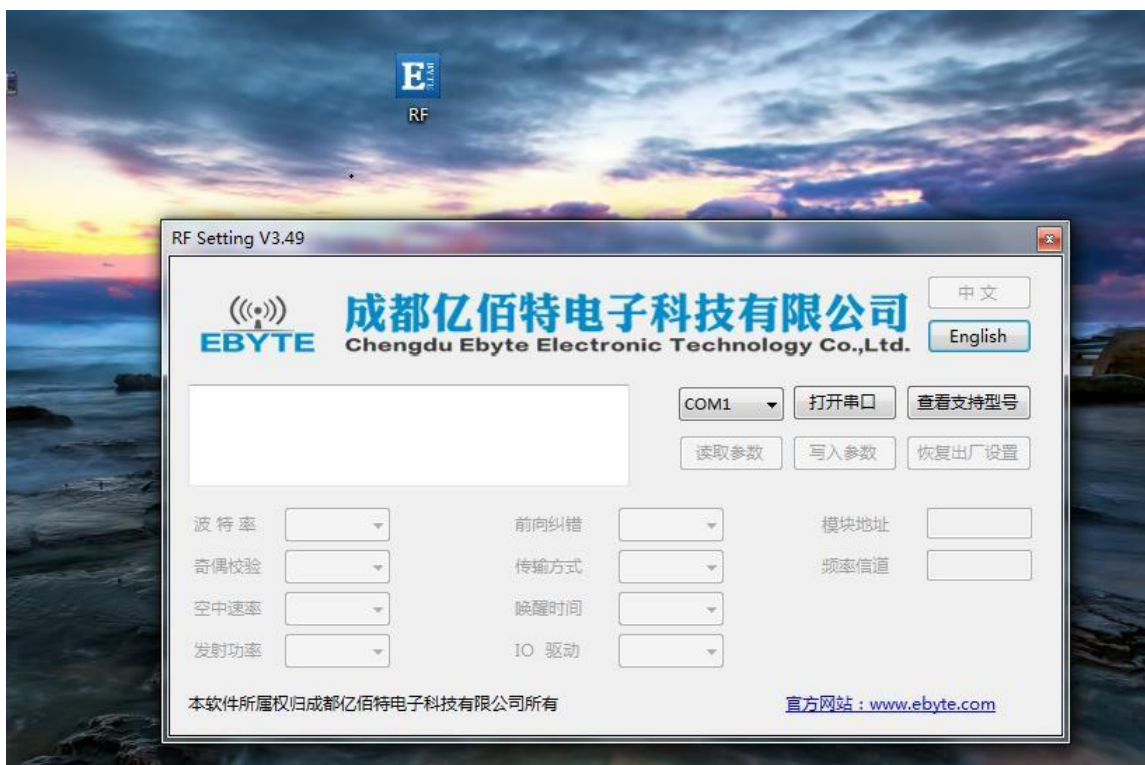 E BYTE
RF
RF Setting V3.49
中文
EBYTE
成都亿佰特电子科技有限公司
Chengdu Ebyte Electronic Technology Co.,Ltd.
English
COM1
打开串口
查看支持型号
读取参数
写入参数
恢复出厂设置
波特率
前向纠错
模块地址
奇偶校验
传输方式
频率信道
空中速率
唤醒时间
发射功率
IO 驱动
本软件所属权归成都亿佰特电子科技有限公司所有
官方网站：www.ebyte.com